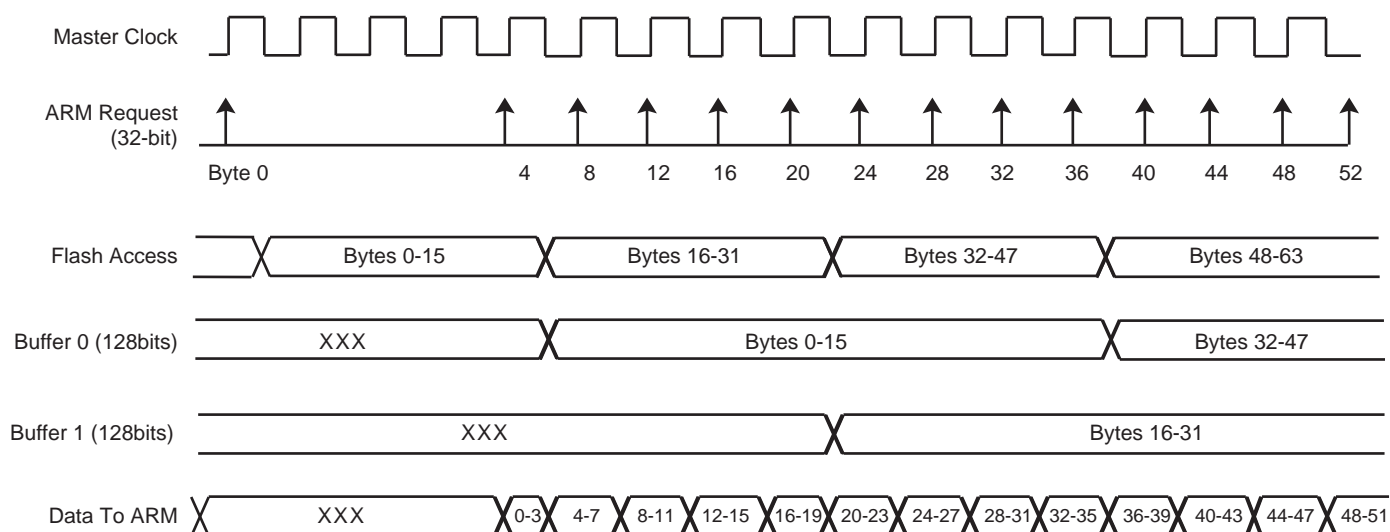 Master Clock
ARM Request
(32-bit)
Byte 0 4 8 12 16 20 24 28 32 36 40 44 48 52
Flash Access Bytes 0-15 Bytes 16-31 Bytes 32-47 Bytes 48-63
Buffer 0 (128bits) XXX Bytes 0-15 Bytes 32-47
Buffer 1 (128bits) XXX Bytes 16-31
Data To ARM XXX 0-3 4-7 8-11 12-15 16-19 20-23 24-27 28-31 32-35 36-39 40-43 44-47 48-51